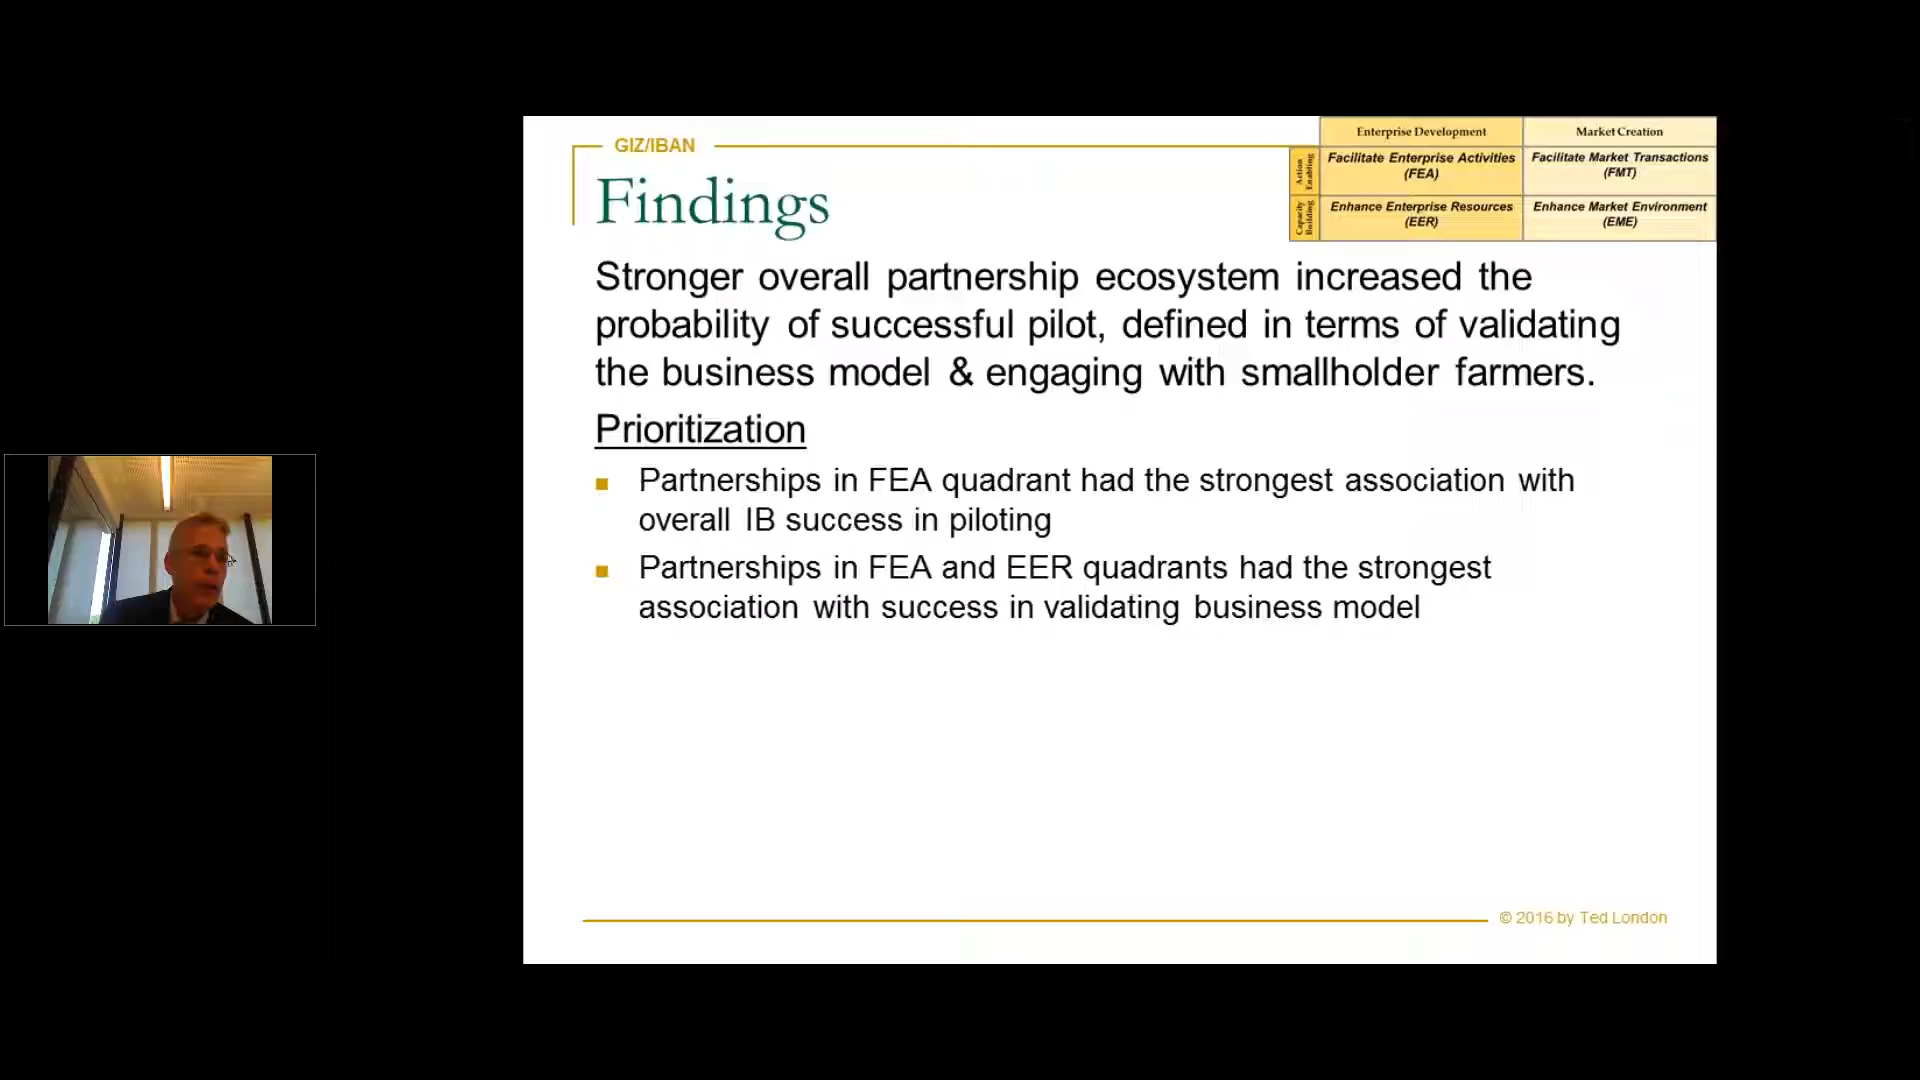 GIZ/IBAN
Findings
Enterprise Development
Market Creation
Action
Enabling
Facilitate Enterprise Activities
(FEA)
Facilitate Market Transactions
(FMT)
Capacity
Building
Enhance Enterprise Resources
(EER)
Enhance Market Environment
(EME)
Stronger overall partnership ecosystem increased the
probability of successful pilot, defined in terms of validating
the business model & engaging with smallholder farmers.
Prioritization
Partnerships in FEA quadrant had the strongest association with
overall IB success in piloting
Partnerships in FEA and EER quadrants had the strongest
association with success in validating business model
© 2016 by Ted London